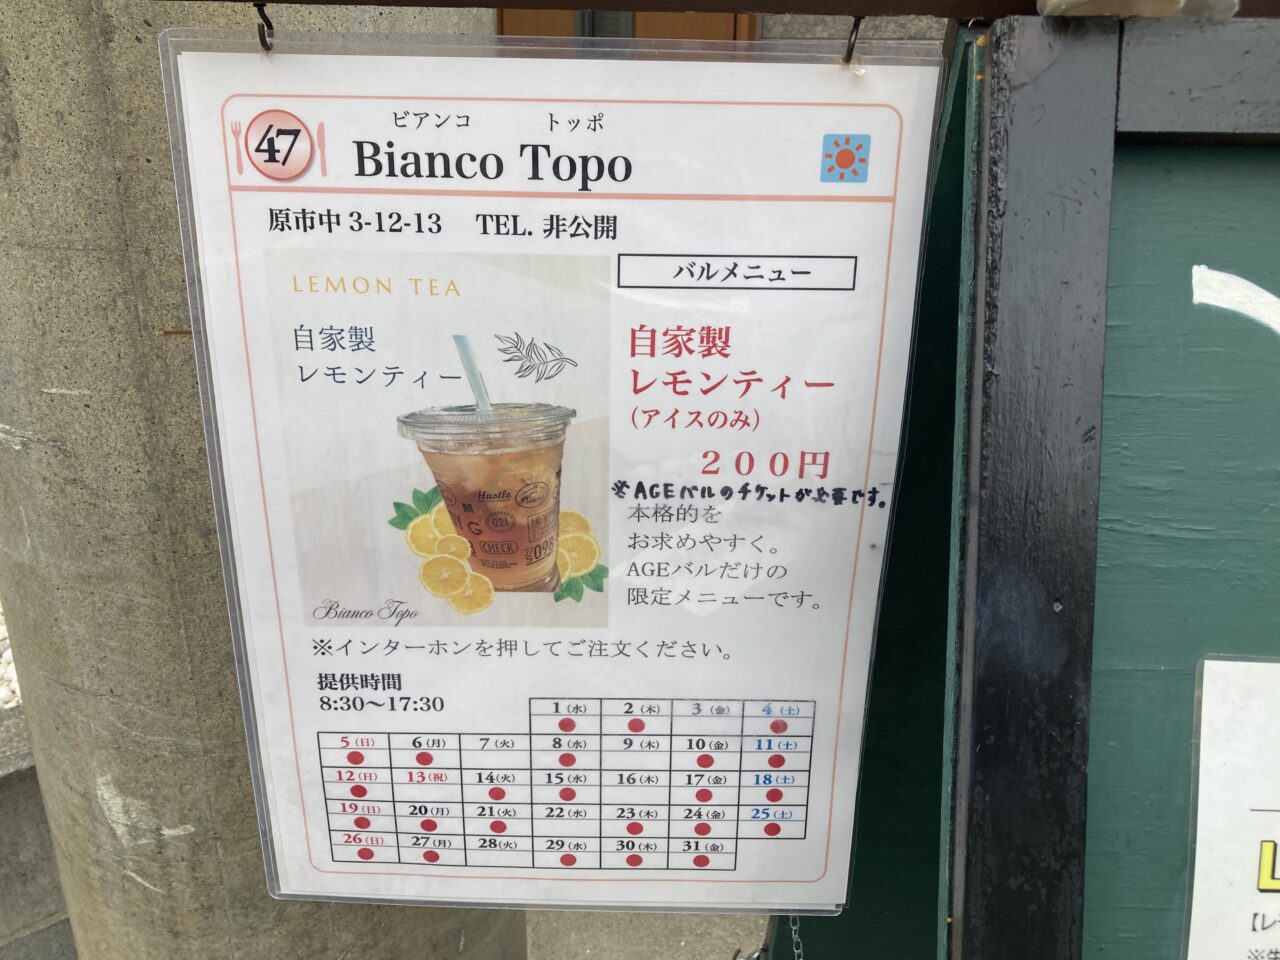 47
ビアンコ トッポ
Bianco Topo
原市中 3-12-13 TEL. 非公開
LEMON TEA
自家製
レモンティー
Hustle
021
CHECK
Bianco Topo
バルメニュー
自家製
レモンティー
(アイスのみ)
200円
※AGEバルのチケットが必要です。
本格的を
お求めやすく。
AGEバルだけの
限定メニューです。
※インターホンを押してご注文ください。
提供時間
8:30〜17:30
1(水) 2(木) 3(金) 4(土)
5(日) 6(月) 7(火) 8(水) 9(木) 10(金) 11(土)
12(日) 13(祝) 14(火) 15(水) 16(木) 17(金) 18(土)
19(日) 20(月) 21(火) 22(水) 23(木) 24(金) 25(土)
26(日) 27(月) 28(火) 29(水) 30(木) 31(金)